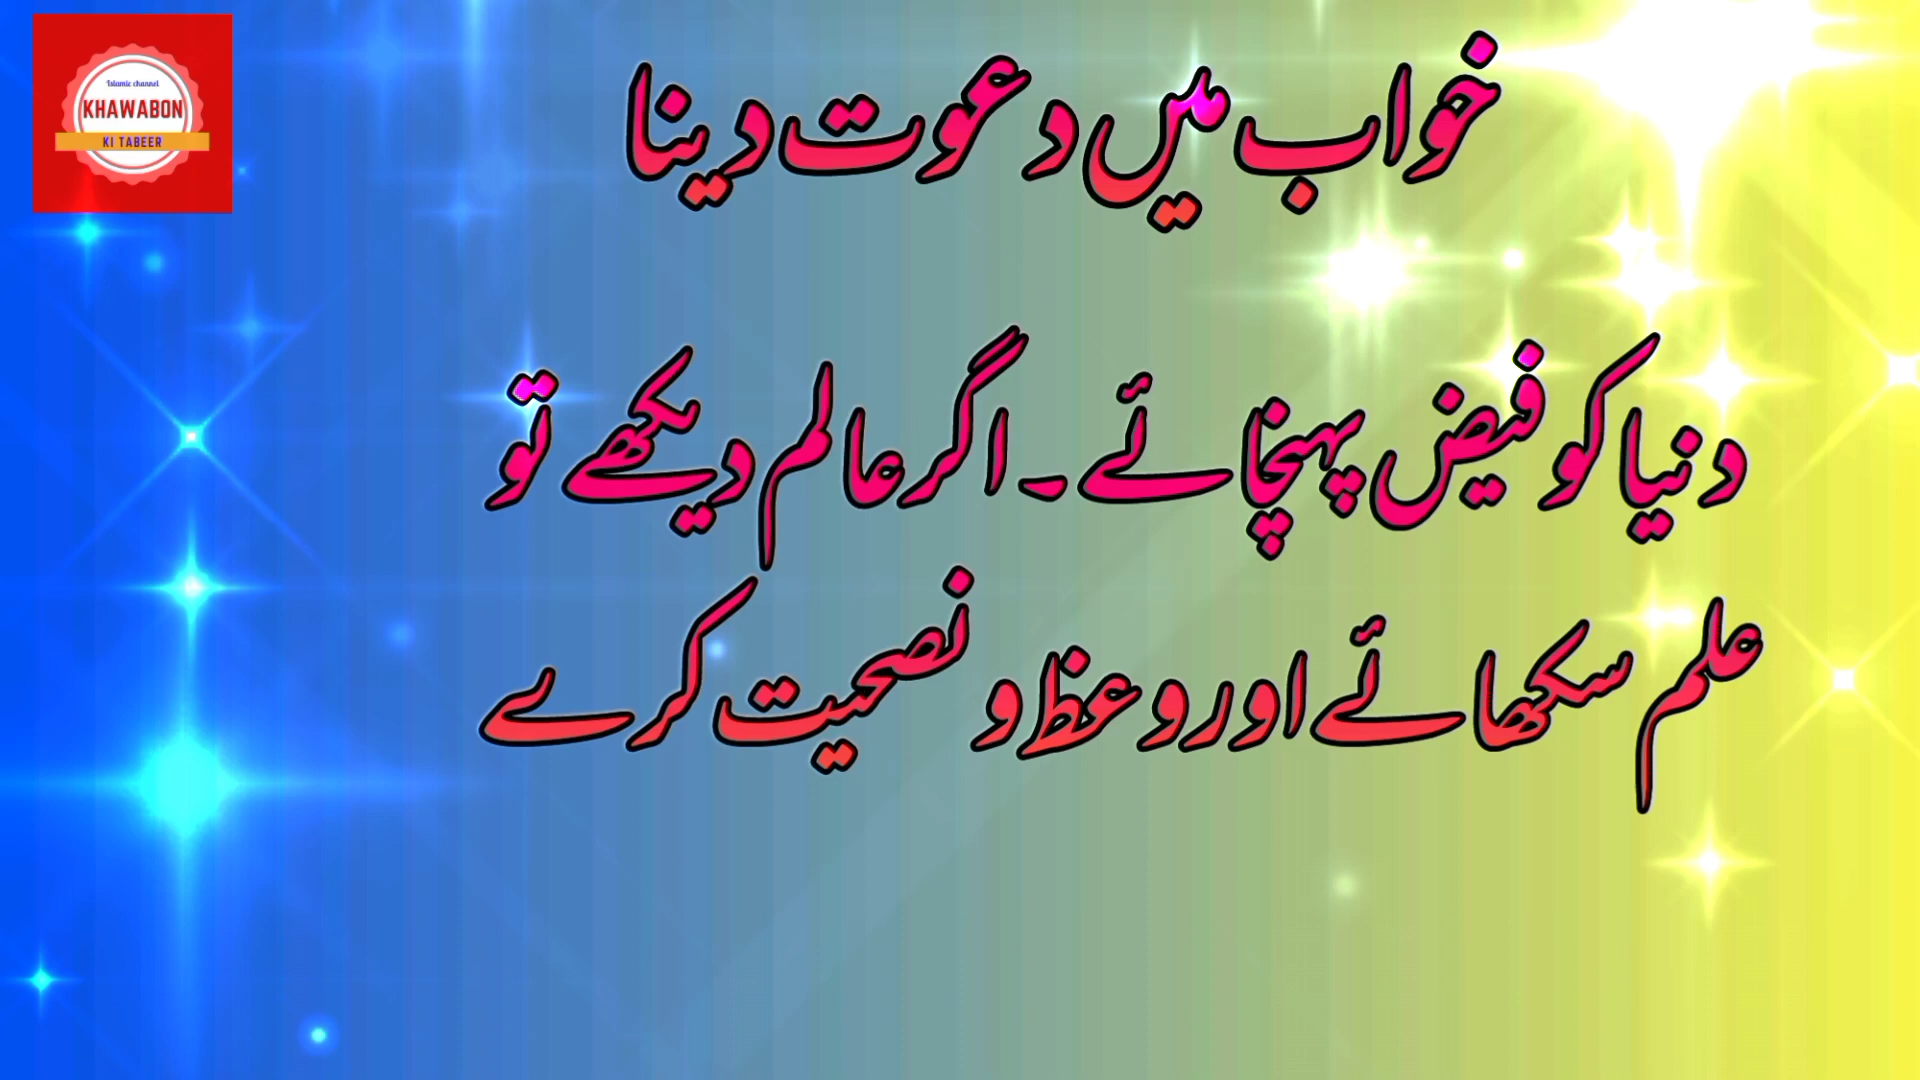 Islamic channel
KHAWABON
KI TABEER
خواب میں دعوت دینا
دنیا کو فیض پہنچائے ۔ اگر عالم دیکھے تو
علم سکھائے اور وعظ و نصحیت کرے